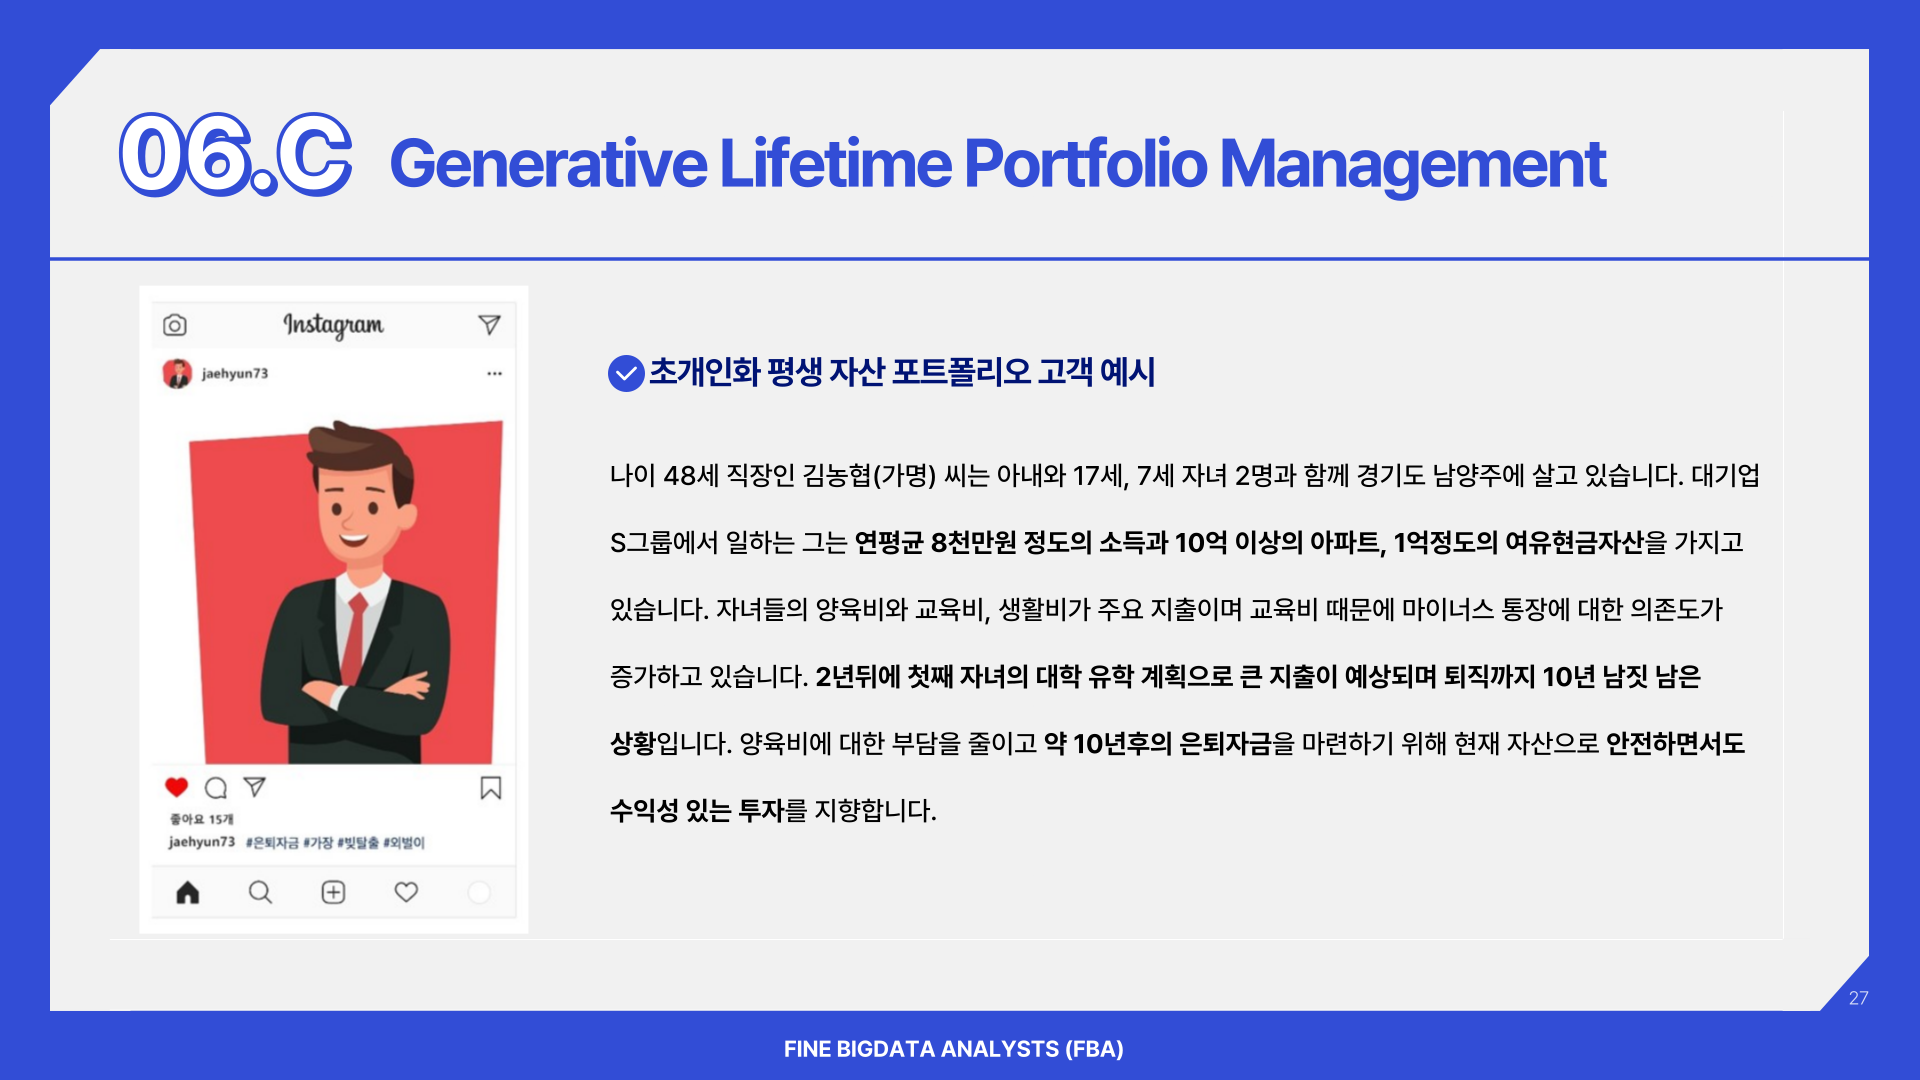 06.C Generative Lifetime Portfolio Management
Instagram
jaehyun73
좋아요 15개
jaehyun73 #은퇴자금 #가장 #빚탈출 #외벌이
초개인화 평생 자산 포트폴리오 고객 예시
나이 48세 직장인 김농협(가명) 씨는 아내와 17세, 7세 자녀 2명과 함께 경기도 남양주에 살고 있습니다. 대기업
S그룹에서 일하는 그는 연평균 8천만원 정도의 소득과 10억 이상의 아파트, 1억정도의 여유현금자산을 가지고
있습니다. 자녀들의 양육비와 교육비, 생활비가 주요 지출이며 교육비 때문에 마이너스 통장에 대한 의존도가
증가하고 있습니다. 2년뒤에 첫째 자녀의 대학 유학 계획으로 큰 지출이 예상되며 퇴직까지 10년 남짓 남은
상황입니다. 양육비에 대한 부담을 줄이고 약 10년후의 은퇴자금을 마련하기 위해 현재 자산으로 안전하면서도
수익성 있는 투자를 지향합니다.
27
FINE BIGDATA ANALYSTS (FBA)